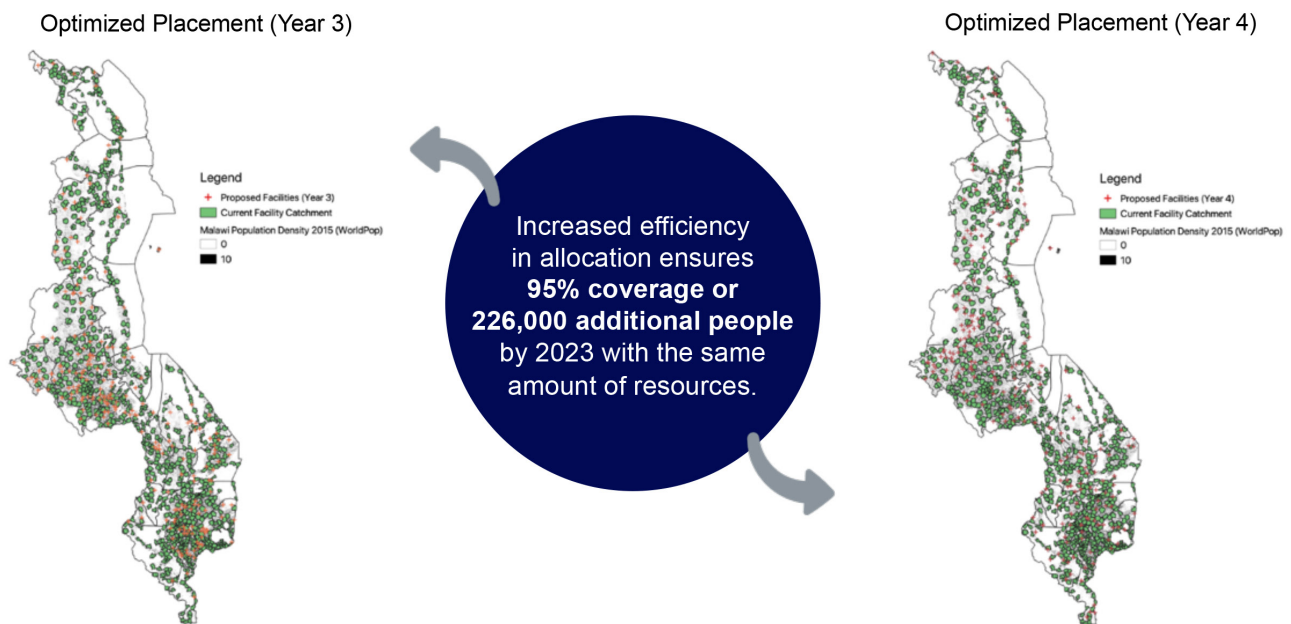 Optimized Placement (Year 3)
Legend
Proposed Facilities (Year 3)
Current Facility Catchment
Malawi Population Density 2015 (WorldPop)
0
10
Increased efficiency
in allocation ensures
95% coverage or
226,000 additional people
by 2023 with the same
amount of resources.
Optimized Placement (Year 4)
Legend
Proposed Facilities (Year 4)
Current Facility Catchment
Malawi Population Density 2015 (WorldPop)
0
10